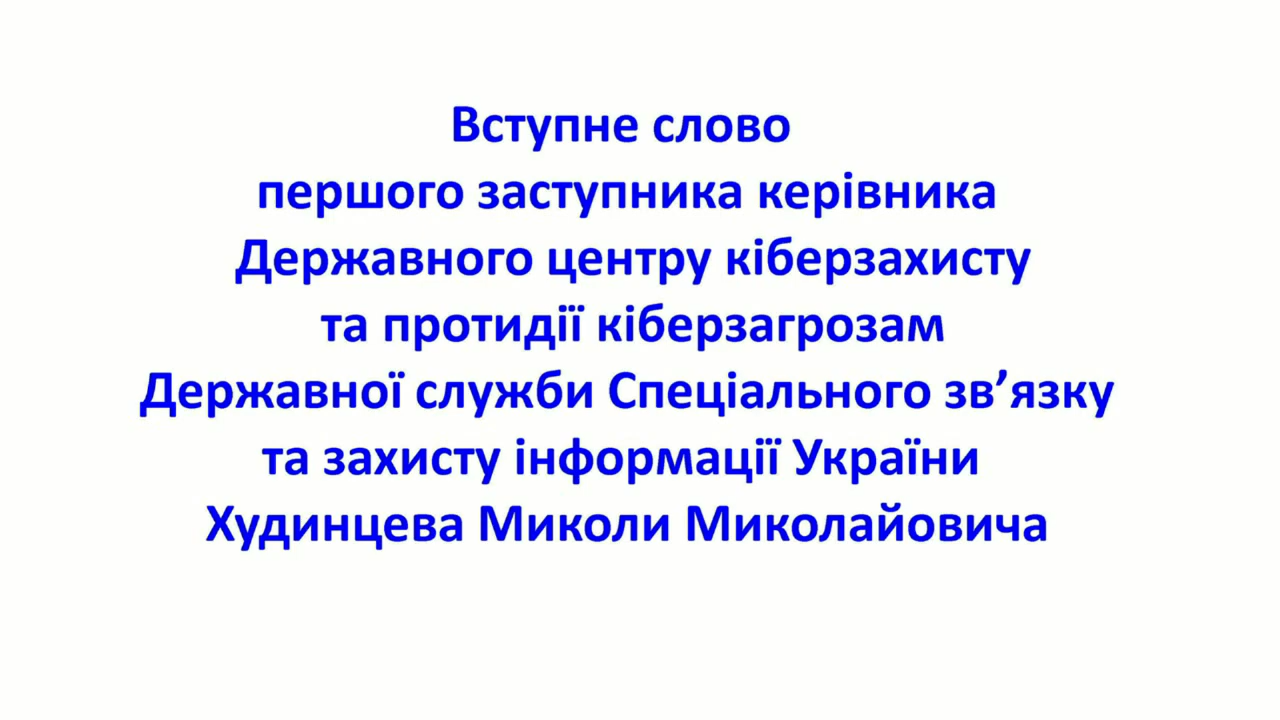 Вступне слово
першого заступника керівника
Державного центру кіберзахисту
та протидії кіберзагрозам
Державної служби Спеціального зв’язку
та захисту інформації України
Худинцева Миколи Миколайовича